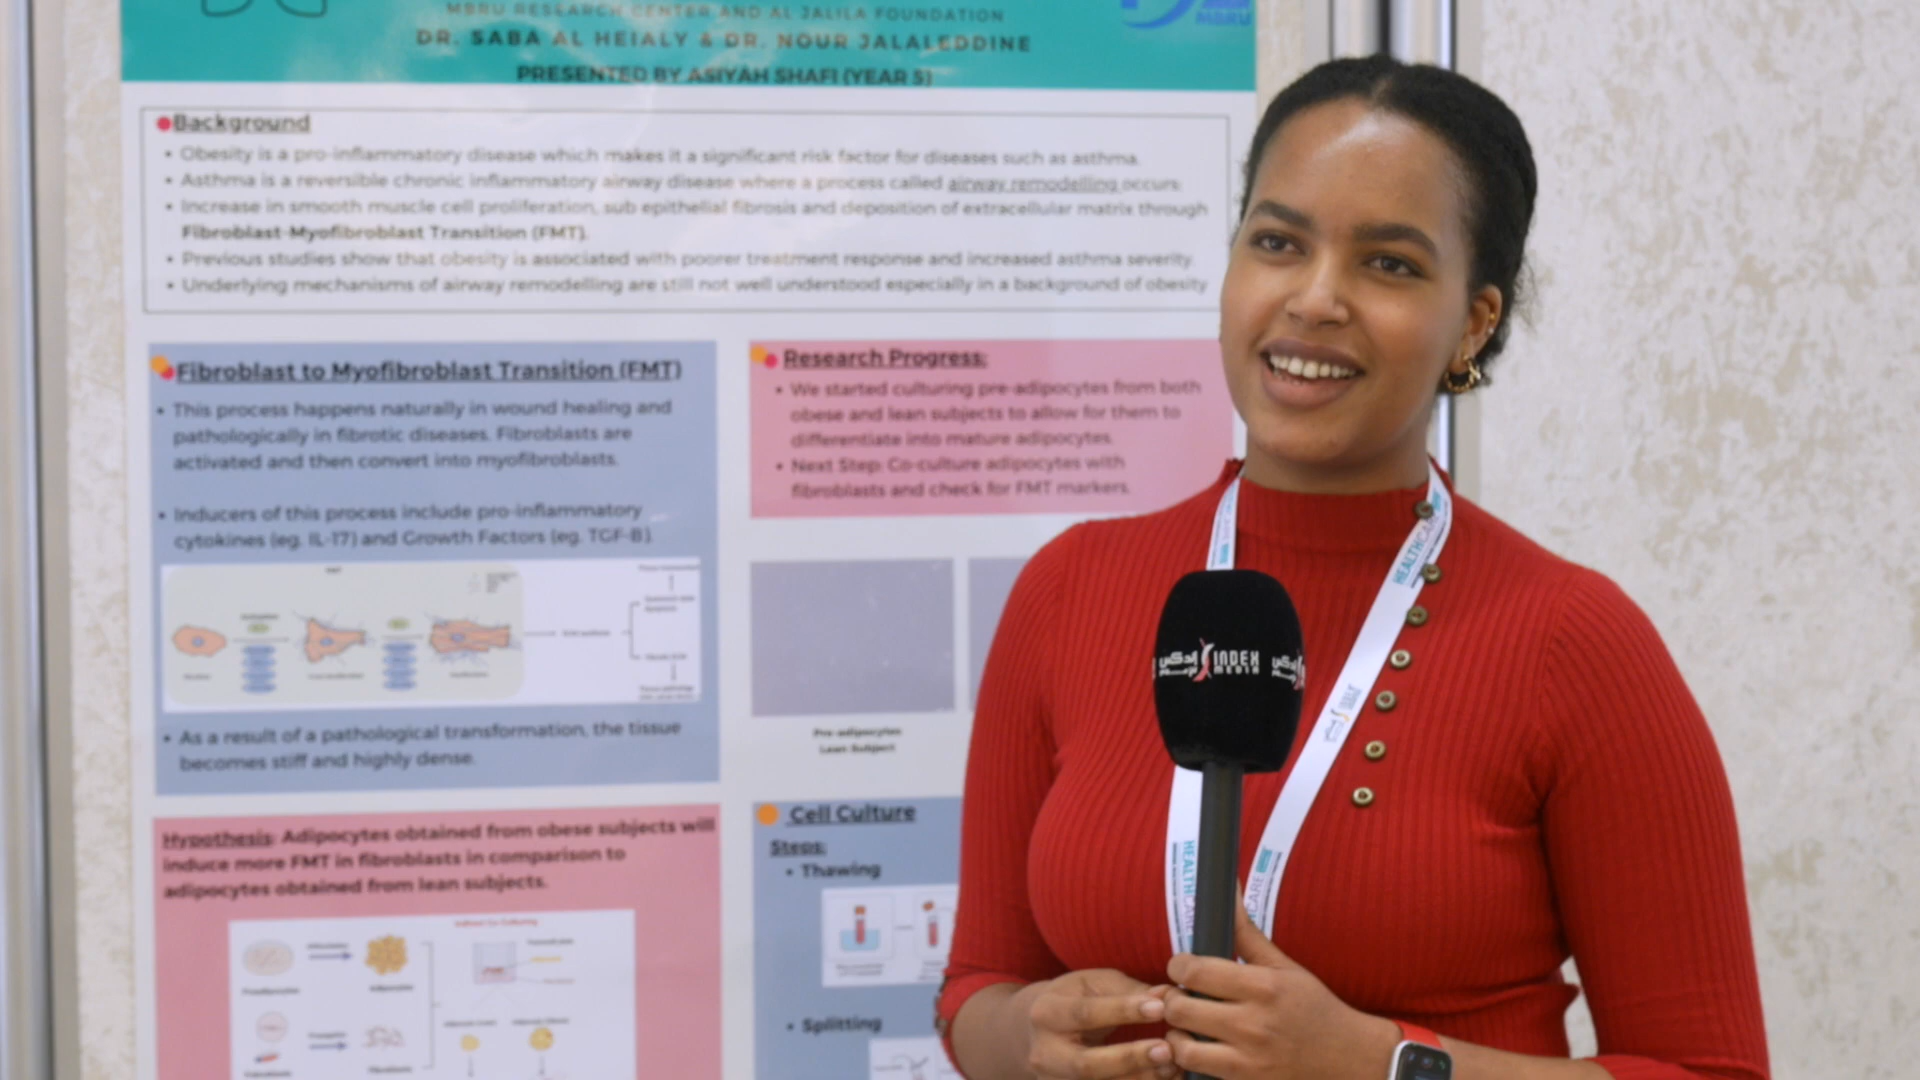 MBRU RESEARCH CENTER AND AL JALILA FOUNDATION
MBRU
DR. SABA AL HEIALY & DR. NOUR JALALEDDINE
PRESENTED BY ASIYAH SHAFI (YEAR 5)
Background
• Obesity is a pro-inflammatory disease which makes it a significant risk factor for diseases such as asthma.
• Asthma is a reversible chronic inflammatory airway disease where a process called airway remodelling occurs:
• Increase in smooth muscle cell proliferation, sub epithelial fibrosis and deposition of extracellular matrix through
Fibroblast-Myofibroblast Transition (FMT).
• Previous studies show that obesity is associated with poorer treatment response and increased asthma severity.
• Underlying mechanisms of airway remodelling are still not well understood especially in a background of obesity
Fibroblast to Myofibroblast Transition (FMT)
• This process happens naturally in wound healing and
pathologically in fibrotic diseases. Fibroblasts are
activated and then convert into myofibroblasts.
• Inducers of this process include pro-inflammatory
cytokines (eg. IL-17) and Growth Factors (eg. TGF-B).
• As a result of a pathological transformation, the tissue
becomes stiff and highly dense.
Hypothesis: Adipocytes obtained from obese subjects will
induce more FMT in fibroblasts in comparison to
adipocytes obtained from lean subjects.
Indirect Co-Culturing
Research Progress:
• We started culturing pre-adipocytes from both
obese and lean subjects to allow for them to
differentiate into mature adipocytes.
• Next Step: Co-culture adipocytes with
fibroblasts and check for FMT markers.
Pre-adipocytes
Lean Subject
Cell Culture
Steps:
• Thawing
• Splitting
HEALTHCARE
إندكس INDEX
ميديا MEDIA
HEALTHCARE